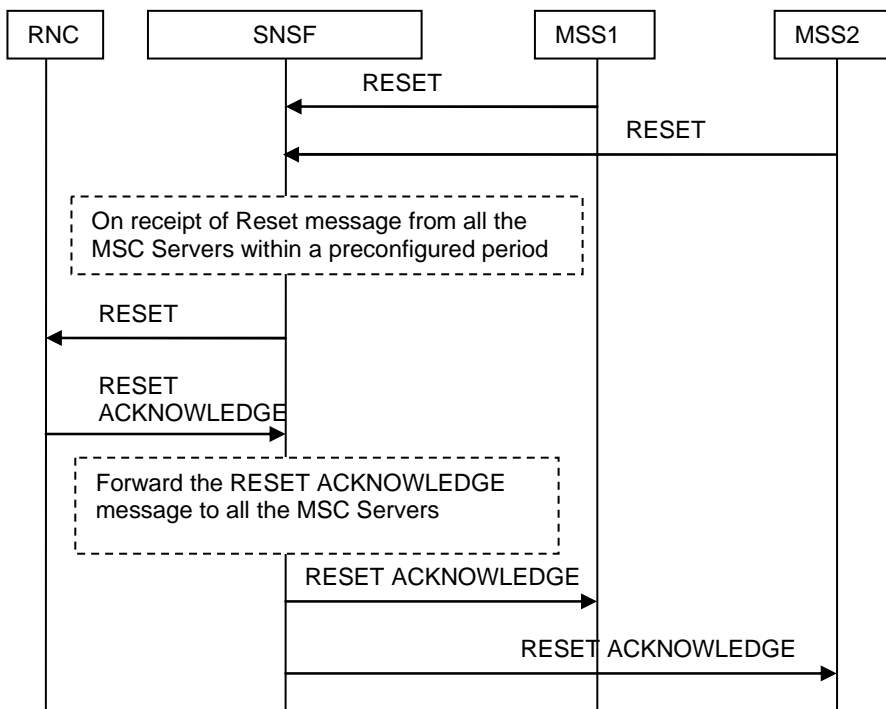 RNC
SNSF
MSS1
MSS2
RESET
RESET
On receipt of Reset message from all the
MSC Servers within a preconfigured period
RESET
RESET
ACKNOWLEDGE
Forward the RESET ACKNOWLEDGE
message to all the MSC Servers
RESET ACKNOWLEDGE
RESET ACKNOWLEDGE